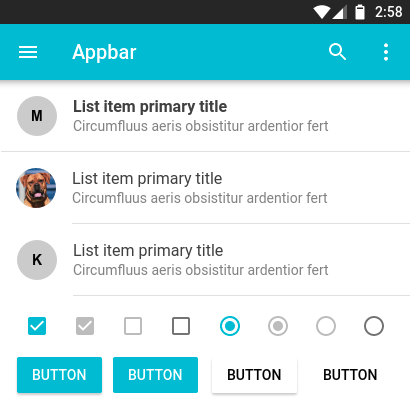 2:58
Appbar
M
List item primary title
Circumfluus aeris obsistitur ardentior fert
List item primary title
Circumfluus aeris obsistitur ardentior fert
K
List item primary title
Circumfluus aeris obsistitur ardentior fert
BUTTON BUTTON BUTTON BUTTON